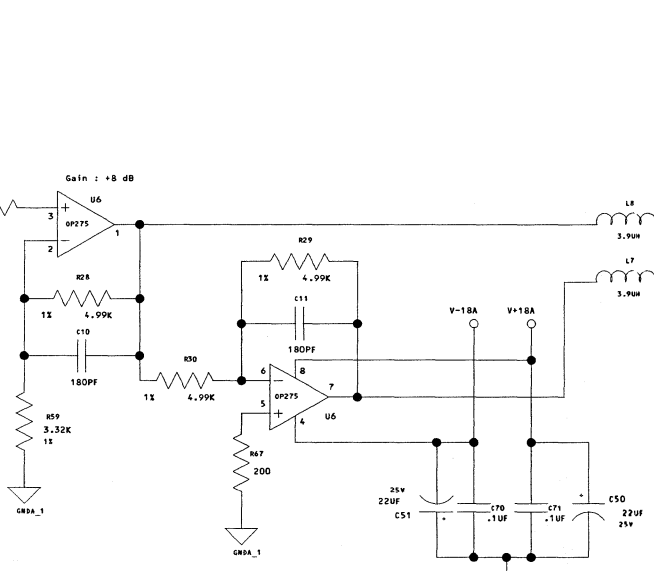 Gain : +8 dB
U6
3 + OP275
1
2 −
L8
3.9UH
R29
1% 4.99K
L7
3.9UH
R28
1% 4.99K
C11
180PF
V-18A V+18A
C10
180PF
R30
1% 4.99K
6 − 8
OP275
7
5 +
4
U6
R59
3.32K
1%
R67
200
25V
22UF
C51
+
C70
.1UF
C71
.1UF
+
C50
22UF
25V
GNDA_1
GNDA_1